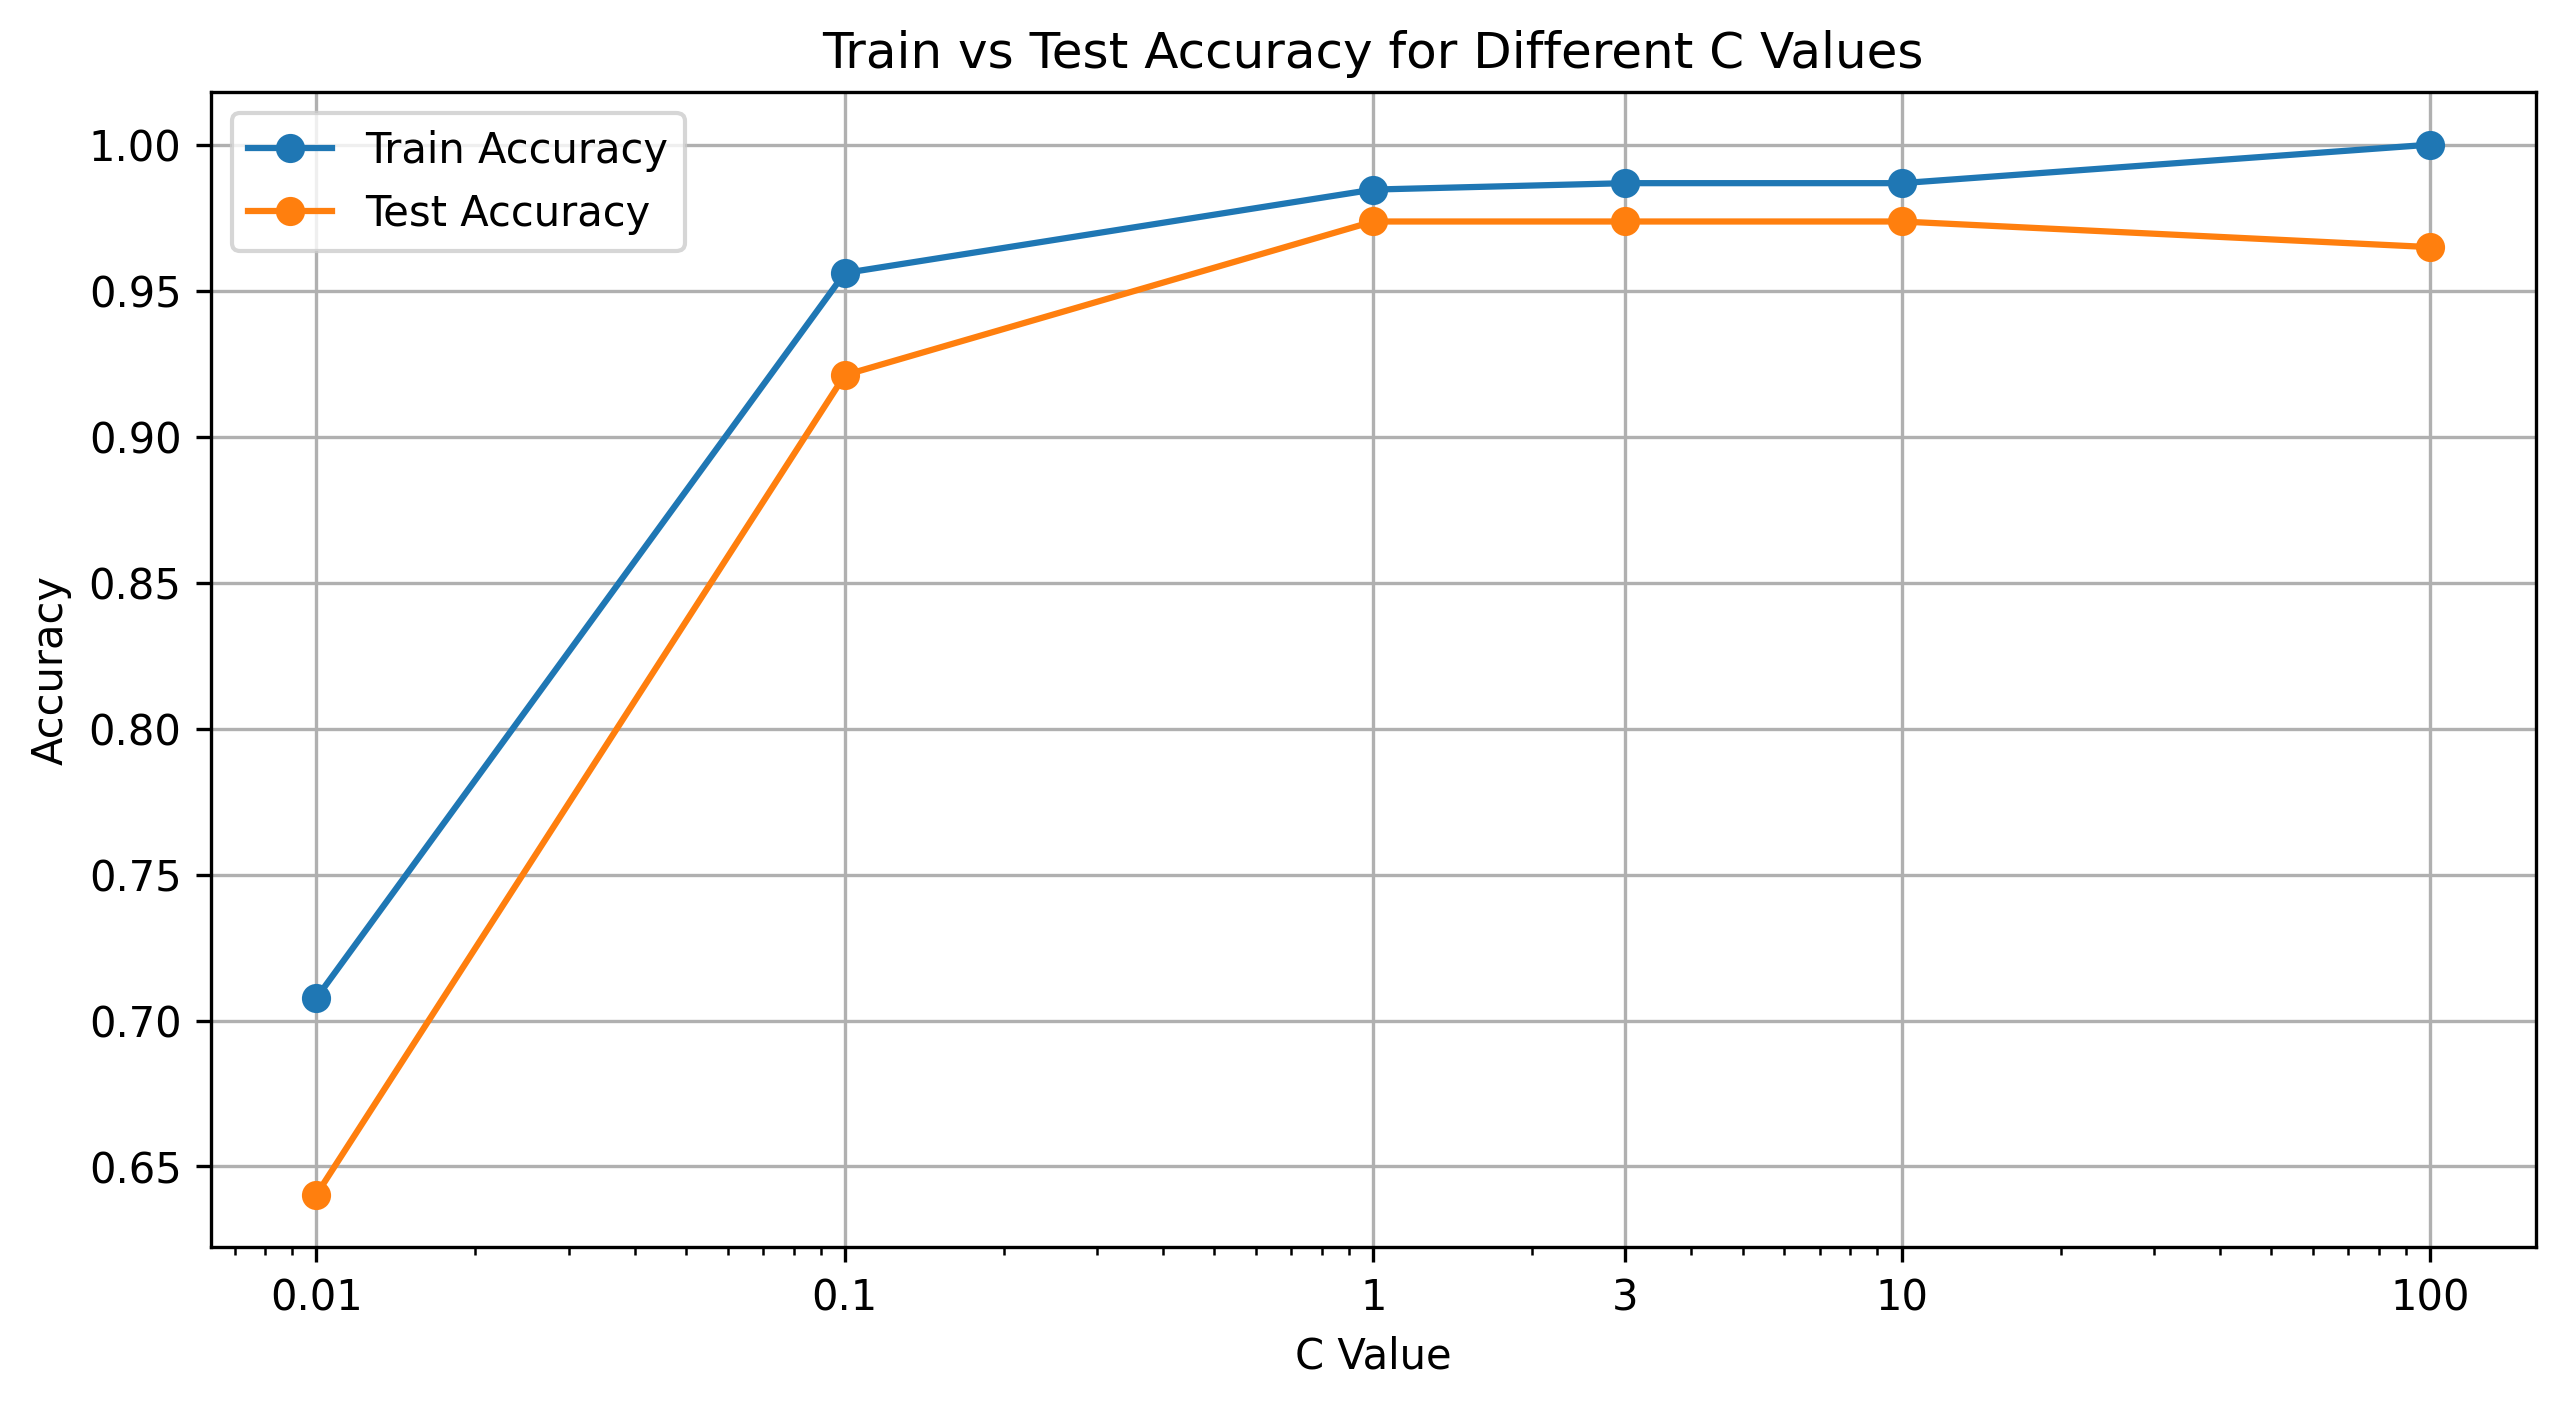 Train vs Test Accuracy for Different C Values
Train Accuracy
Test Accuracy
1.00
0.95
0.90
0.85
0.80
0.75
0.70
0.65
Accuracy
0.01 0.1 1 3 10 100
C Value